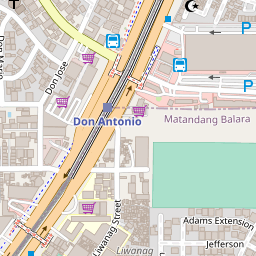 P
Don Jose
P
Don Antonio
Matandang Balara
Liwanag Street
Adams Extension
Jefferson
Liwanag